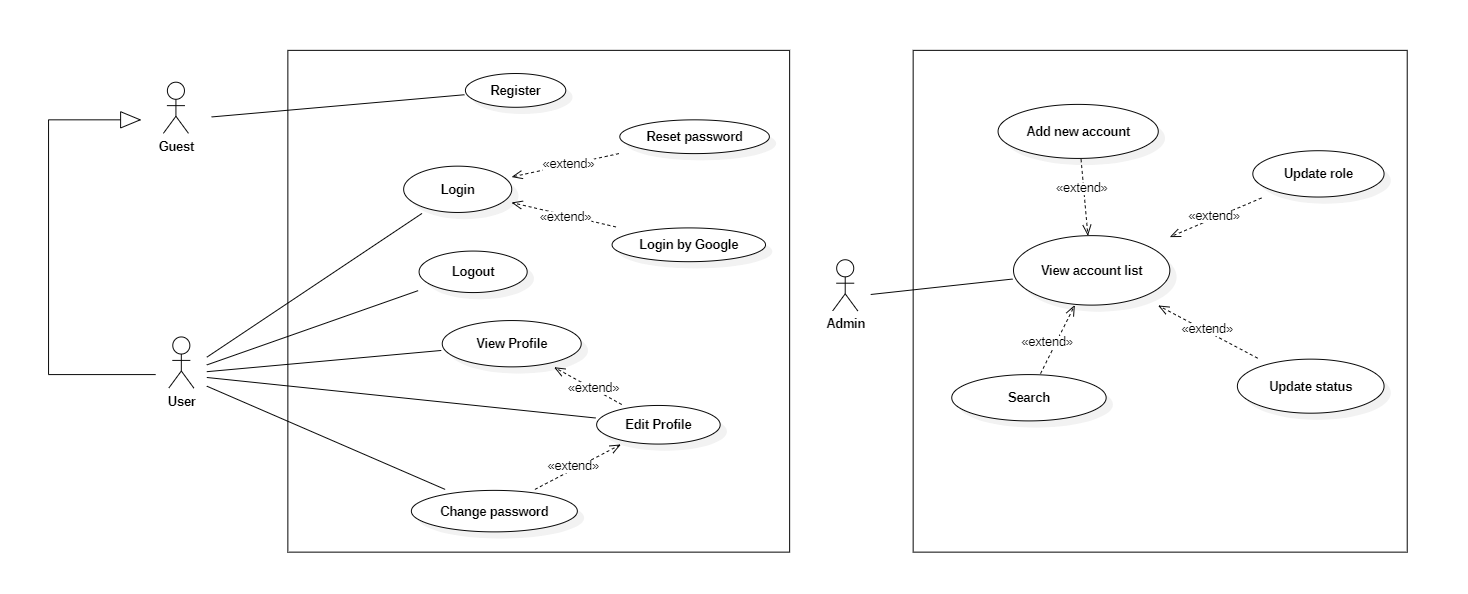 Register
Guest
Reset password
«extend»
Login
«extend»
Login by Google
Logout
View Profile
«extend»
User
Edit Profile
«extend»
Change password
Add new account
«extend»
Update role
«extend»
View account list
Admin
«extend»
«extend»
Search
Update status